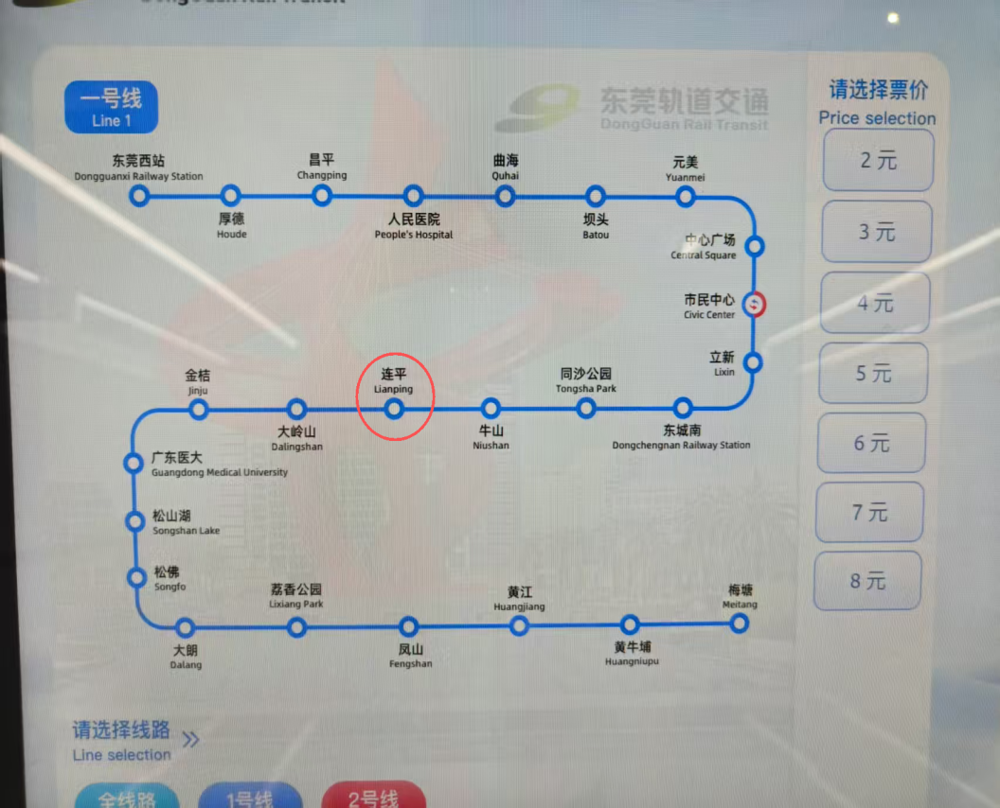 DongGuan Rail Transit
一号线
Line 1
东莞轨道交通
DongGuan Rail Transit
请选择票价
Price selection
2 元
3 元
4 元
5 元
6 元
7 元
8 元
东莞西站
Dongguanxi Railway Station
厚德
Houde
昌平
Changping
人民医院
People's Hospital
曲海
Quhai
坝头
Batou
元美
Yuanmei
中心广场
Central Square
市民中心
Civic Center
立新
Lixin
东城南
Dongchengnan Railway Station
同沙公园
Tongsha Park
牛山
Niushan
连平
Lianping
大岭山
Dalingshan
金桔
Jinju
广东医大
Guangdong Medical University
松山湖
Songshan Lake
松佛
Songfo
大朗
Dalang
荔香公园
Lixiang Park
凤山
Fengshan
黄江
Huangjiang
黄牛埔
Huangniupu
梅塘
Meitang
请选择线路
Line selection
全线路
1号线
2号线